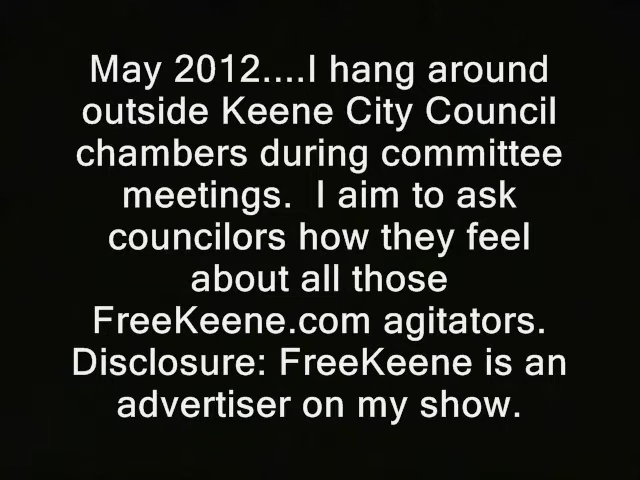 May 2012....I hang around
outside Keene City Council
chambers during committee
meetings.  I aim to ask
councilors how they feel
about all those
FreeKeene.com agitators.
Disclosure: FreeKeene is an
advertiser on my show.